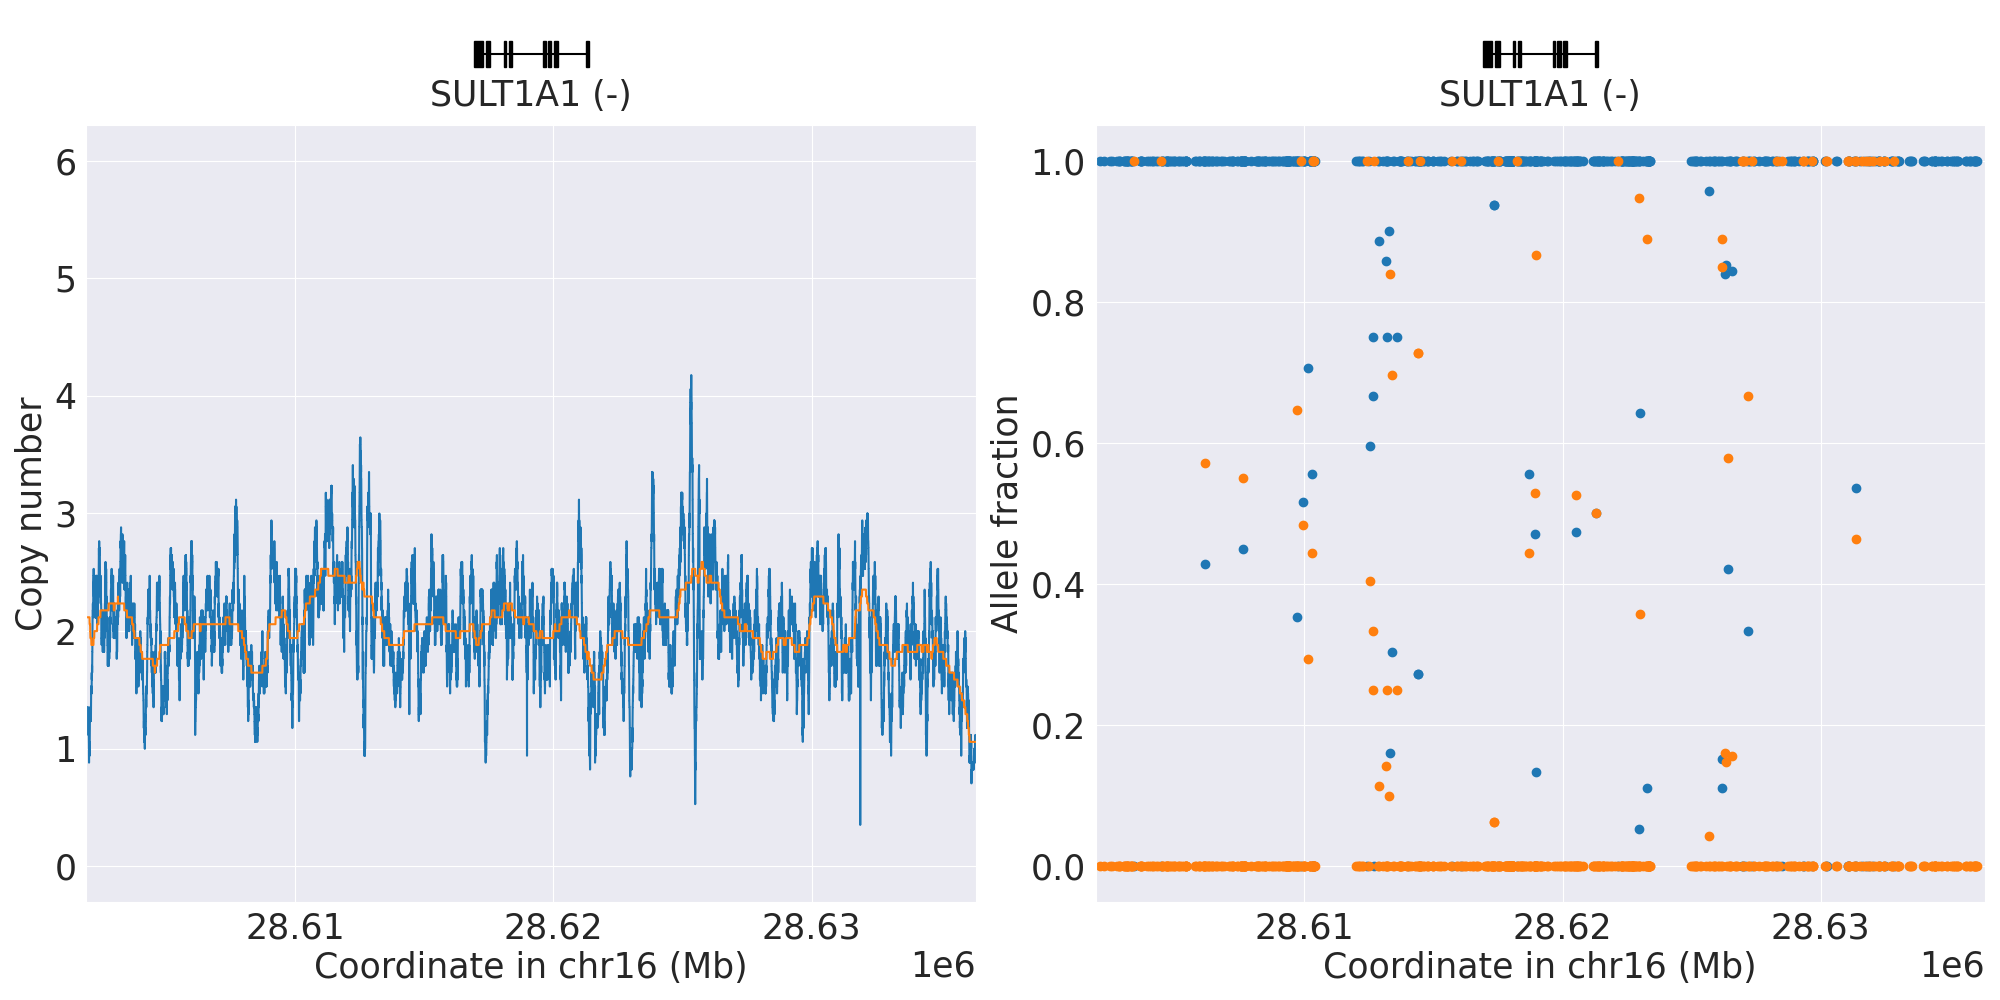 SULT1A1 (-)
6
5
4
3
2
1
0
Copy number
28.61
28.62
28.63
Coordinate in chr16 (Mb)
1e6
SULT1A1 (-)
1.0
0.8
0.6
0.4
0.2
0.0
Allele fraction
28.61
28.62
28.63
Coordinate in chr16 (Mb)
1e6